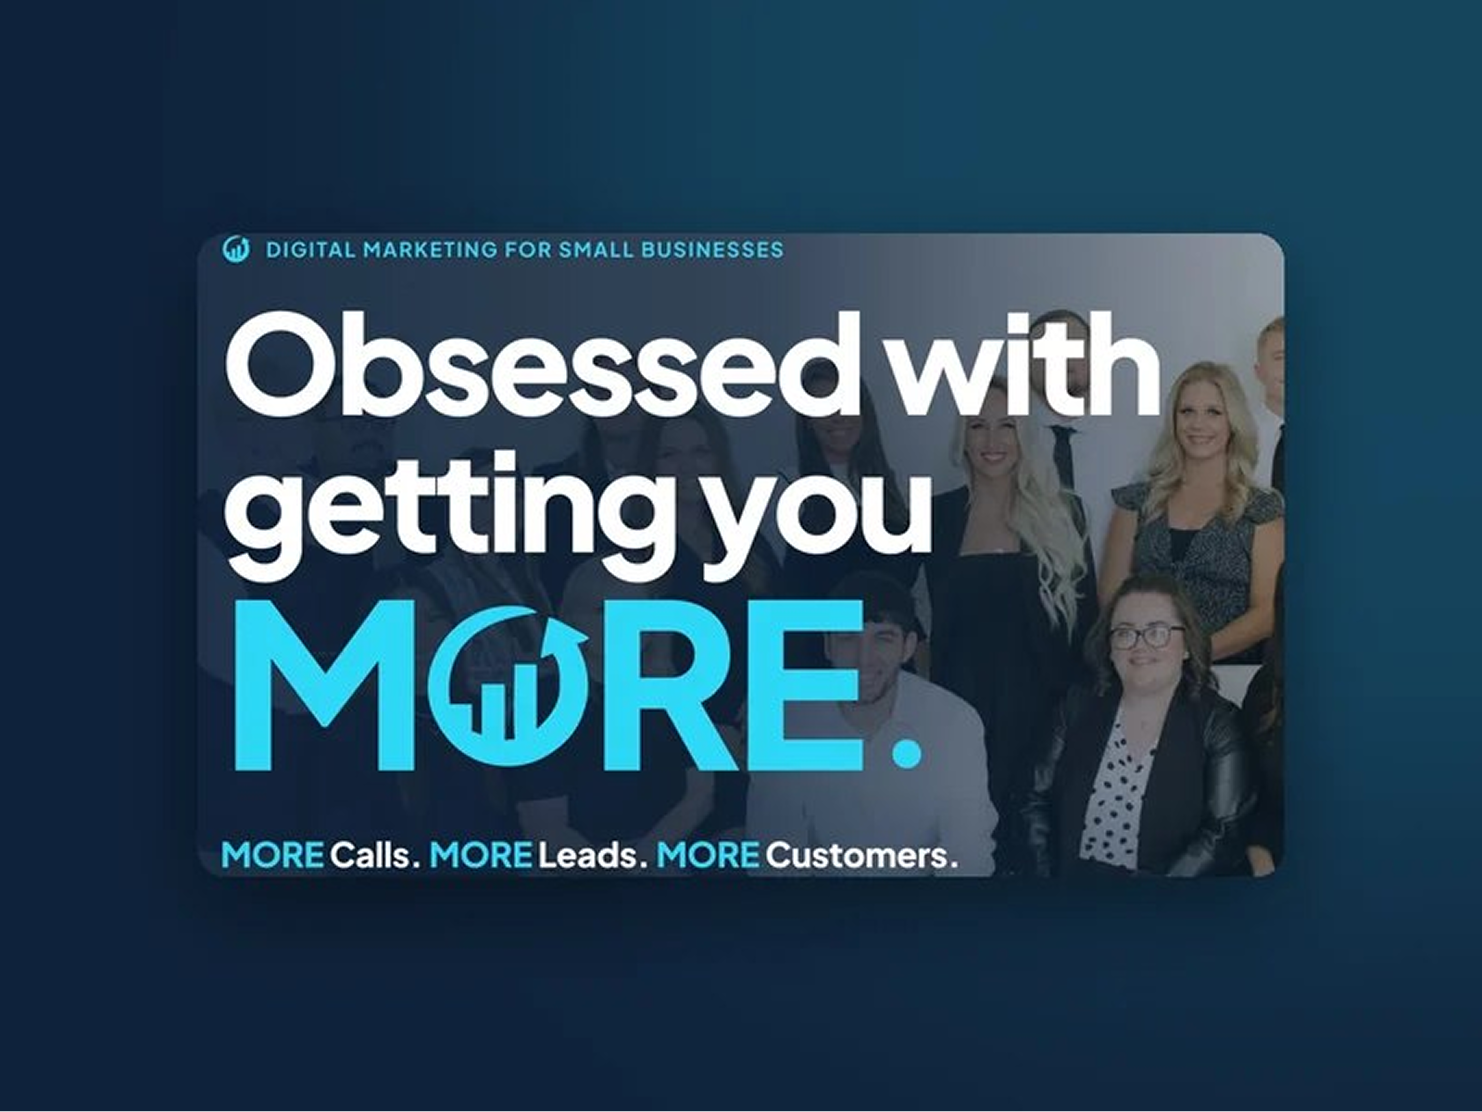 DIGITAL MARKETING FOR SMALL BUSINESSES
Obsessed with
getting you
MORE.
MORE Calls. MORE Leads. MORE Customers.